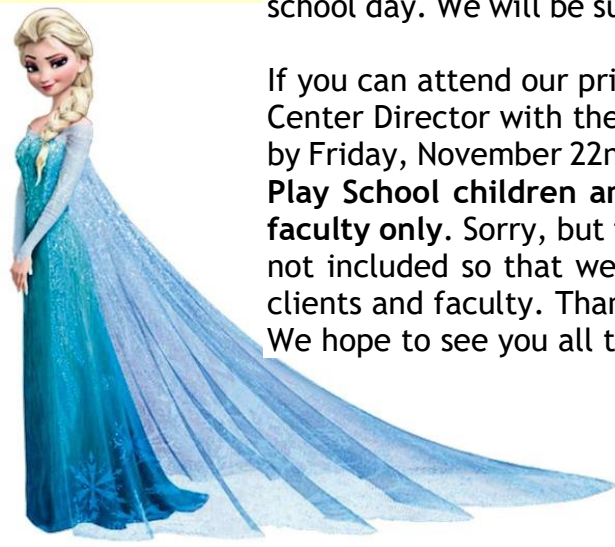 school day. We will be su
If you can attend our pri
Center Director with the
by Friday, November 22n
Play School children a
faculty only. Sorry, but
not included so that we
clients and faculty. Than
We hope to see you all t